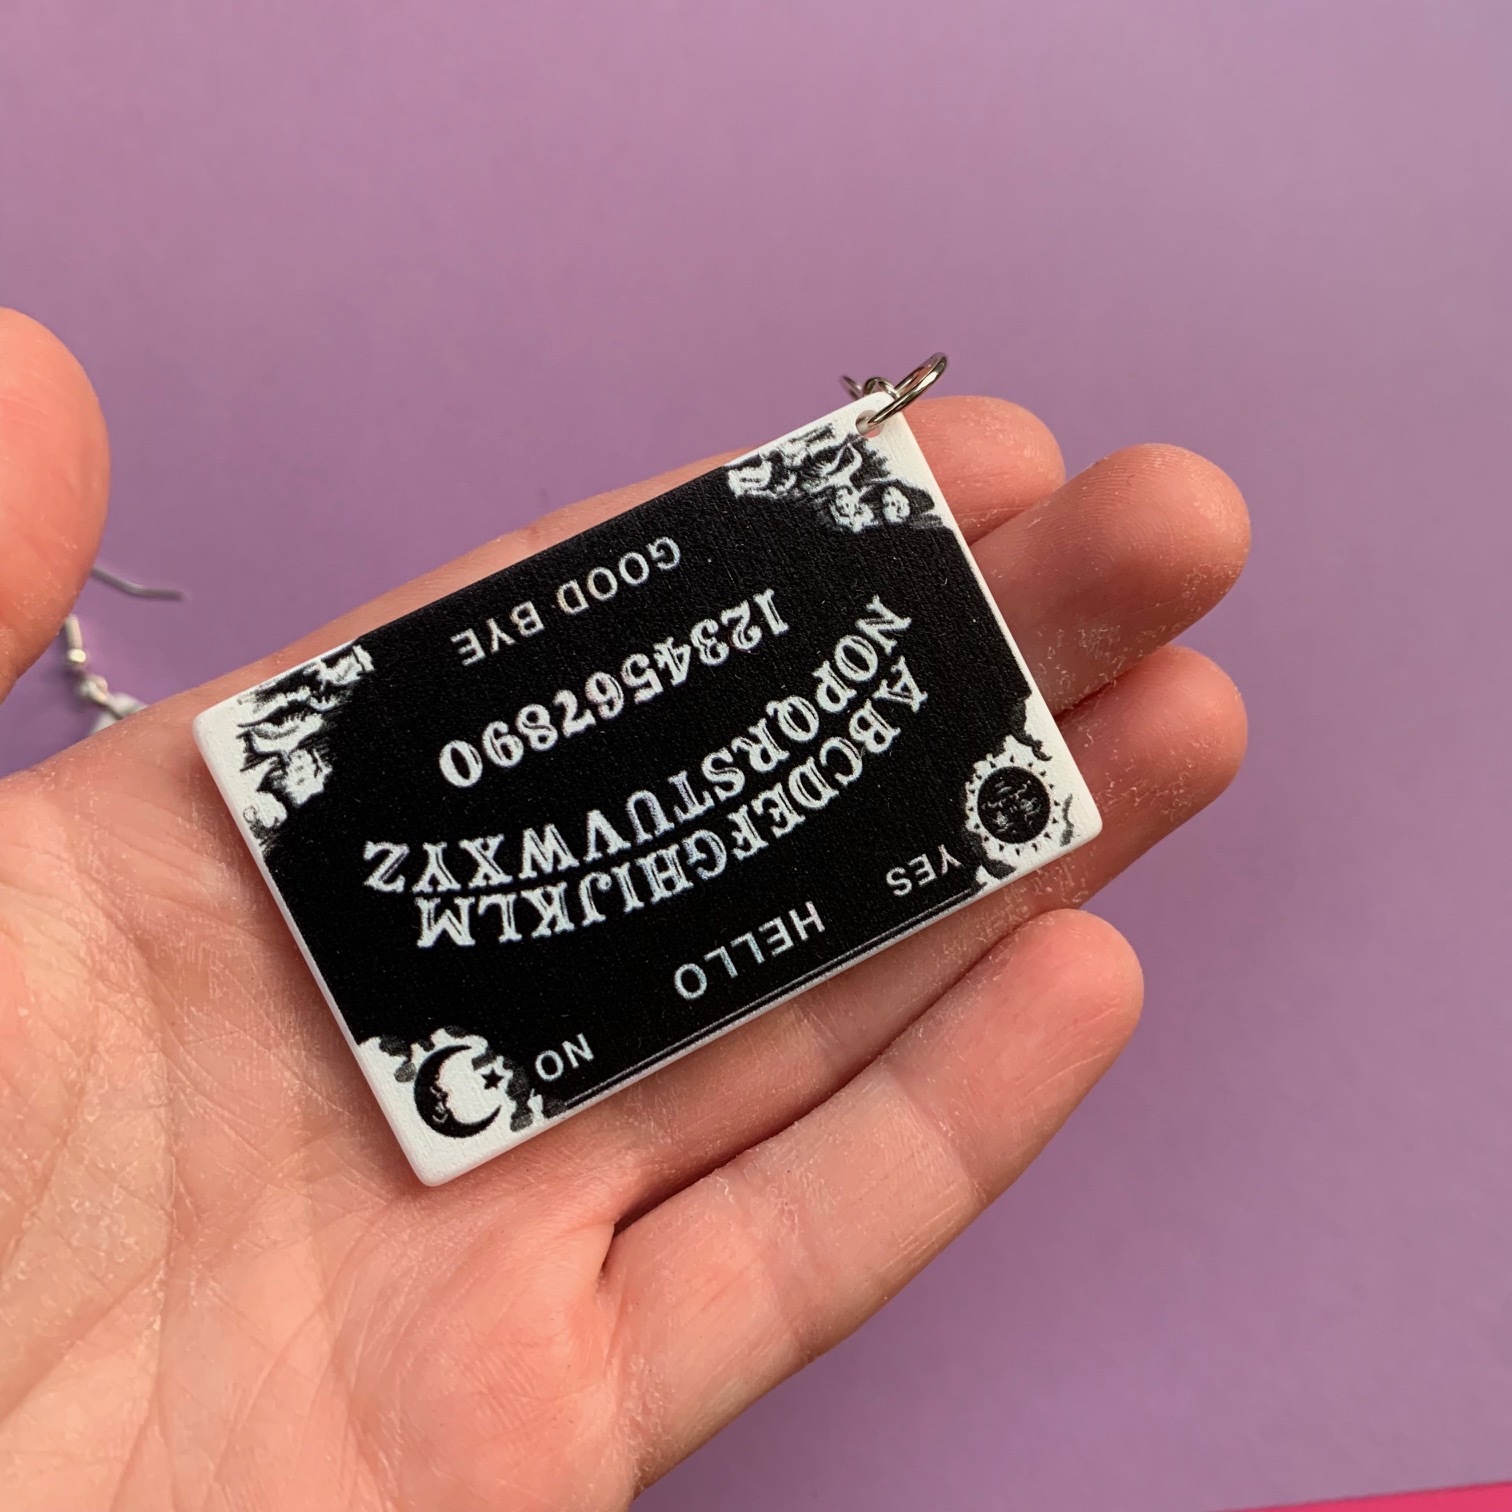 YES HELLO NO
ABCDEFGHIJKLM
NOPQRSTUVWXYZ
1234567890
GOOD BYE